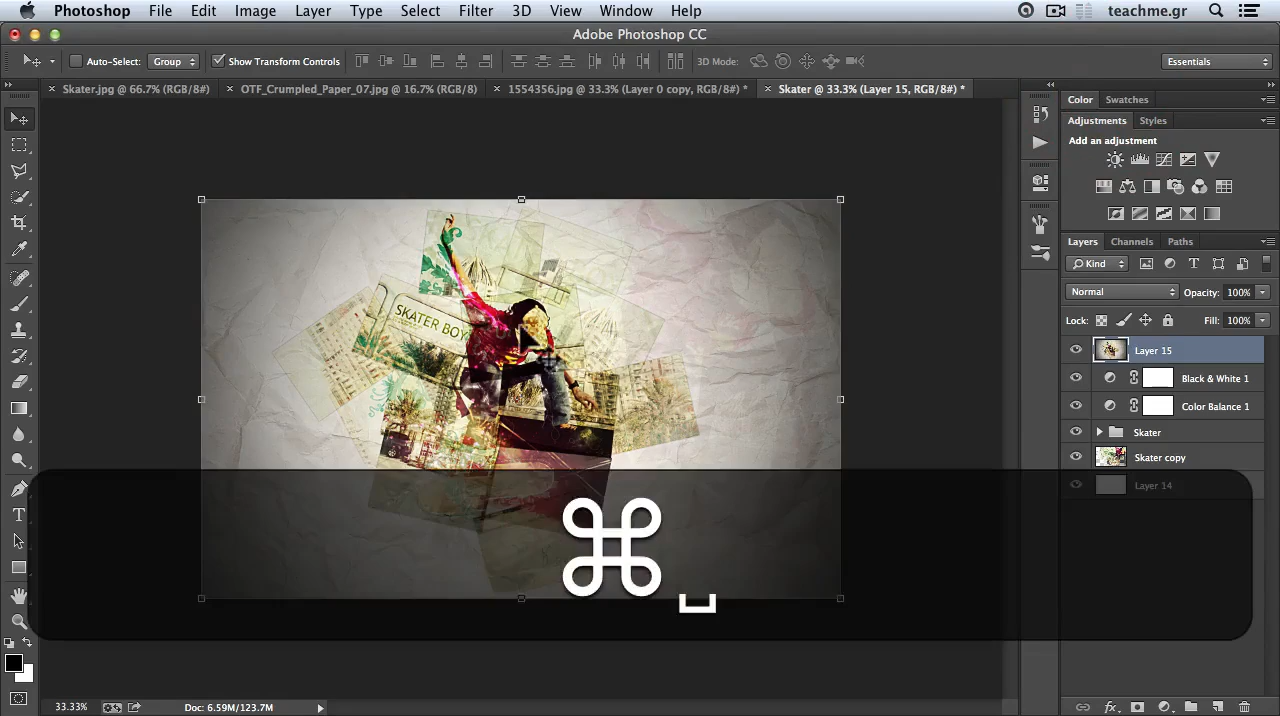 Photoshop File Edit Image Layer Type Select Filter 3D View Window Help teachme.gr
Adobe Photoshop CC
Auto-Select: Group Show Transform Controls 3D Mode: Essentials
Skater.jpg @ 66.7% (RGB/8#) OTF_Crumpled_Paper_07.jpg @ 16.7% (RGB/8) 1554356.jpg @ 33.3% (Layer 0 copy, RGB/8#) * Skater @ 33.3% (Layer 15, RGB/8#) *
Color Swatches
Adjustments Styles
Add an adjustment
Layers Channels Paths
Kind
Normal Opacity: 100%
Lock: Fill: 100%
Layer 15
Black & White 1
Color Balance 1
Skater
Skater copy
Layer 14
SKATER BOY
⌘ ␣
33.33% Doc: 6.59M/123.7M